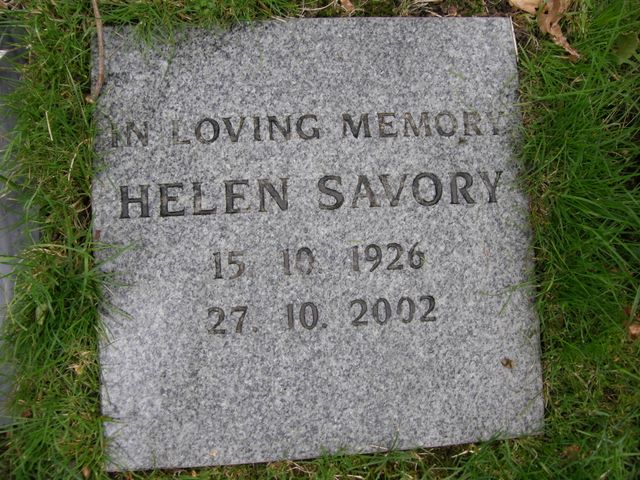 IN LOVING MEMORY
HELEN SAVORY
15. 10. 1926
27. 10. 2002